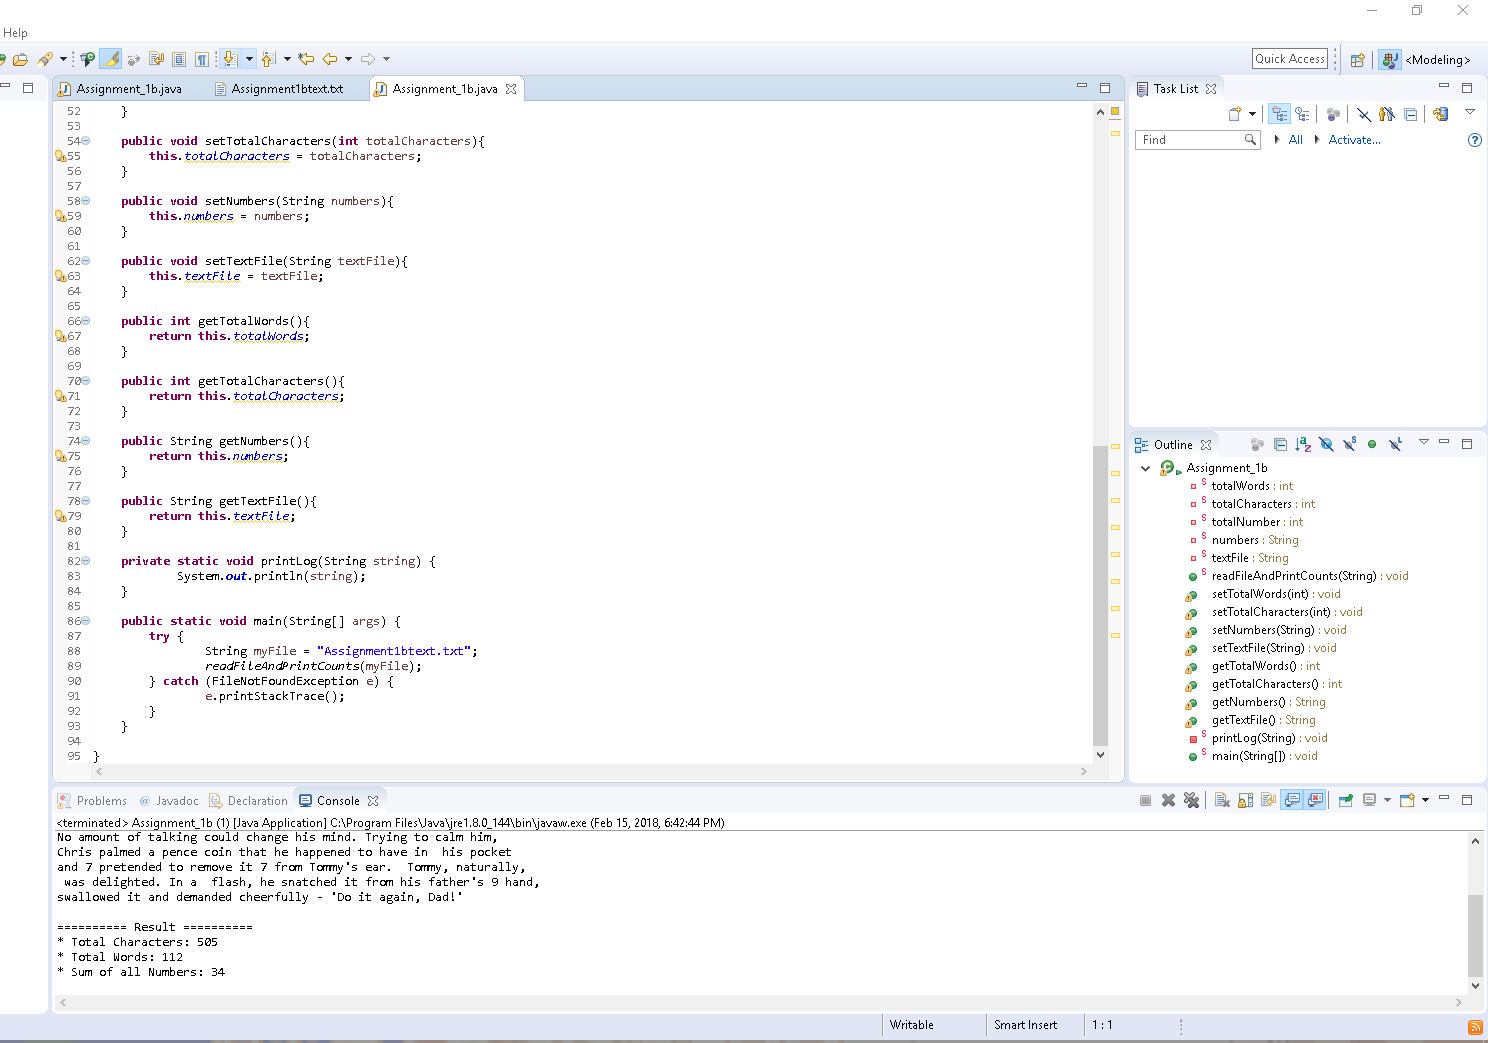 Help
Quick Access
<Modeling>
Assignment_1b.java
Assignment1btext.txt
Assignment_1b.java
52 }
53
54 public void setTotalCharacters(int totalCharacters){
55 this.totalCharacters = totalCharacters;
56 }
57
58 public void setNumbers(String numbers){
59 this.numbers = numbers;
60 }
61
62 public void setTextFile(String textFile){
63 this.textFile = textFile;
64 }
65
66 public int getTotalWords(){
67 return this.totalWords;
68 }
69
70 public int getTotalCharacters(){
71 return this.totalCharacters;
72 }
73
74 public String getNumbers(){
75 return this.numbers;
76 }
77
78 public String getTextFile(){
79 return this.textFile;
80 }
81
82 private static void printLog(String string) {
83 System.out.println(string);
84 }
85
86 public static void main(String[] args) {
87 try {
88 String myFile = "Assignment1btext.txt";
89 readFileAndPrintCounts(myFile);
90 } catch (FileNotFoundException e) {
91 e.printStackTrace();
92 }
93 }
94
95 }
Task List
Find
All
Activate...
Outline
Assignment_1b
totalWords : int
totalCharacters : int
totalNumber : int
numbers : String
textFile : String
readFileAndPrintCounts(String) : void
setTotalWords(int) : void
setTotalCharacters(int) : void
setNumbers(String) : void
setTextFile(String) : void
getTotalWords() : int
getTotalCharacters() : int
getNumbers() : String
getTextFile() : String
printLog(String) : void
main(String[]) : void
Problems
@ Javadoc
Declaration
Console
<terminated> Assignment_1b (1) [Java Application] C:\Program Files\Java\jre1.8.0_144\bin\javaw.exe (Feb 15, 2018, 6:42:44 PM)
No amount of talking could change his mind. Trying to calm him,
Chris palmed a pence coin that he happened to have in  his pocket
and 7 pretended to remove it 7 from Tommy's ear.  Tommy, naturally,
was delighted. In a  flash, he snatched it from his father's 9 hand,
swallowed it and demanded cheerfully - 'Do it again, Dad!'
========== Result ==========
* Total Characters: 505
* Total Words: 112
* Sum of all Numbers: 34
Writable
Smart Insert
1 : 1